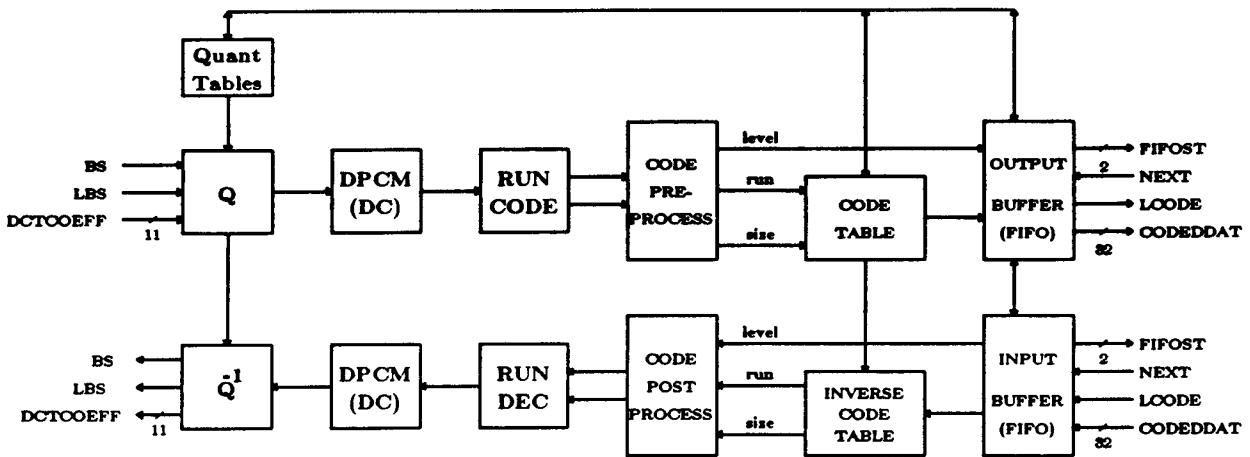 Quant
Tables
BS
LBS
DCTCOEFF
11
Q
DPCM
(DC)
RUN
CODE
CODE
PRE-
PROCESS
level
run
size
CODE
TABLE
OUTPUT
BUFFER
(FIFO)
FIFOST
2
NEXT
LCODE
CODEDDAT
32
BS
LBS
DCTCOEFF
11
Q-1
DPCM
(DC)
RUN
DEC
CODE
POST
PROCESS
level
run
size
INVERSE
CODE
TABLE
INPUT
BUFFER
(FIFO)
FIFOST
2
NEXT
LCODE
CODEDDAT
32